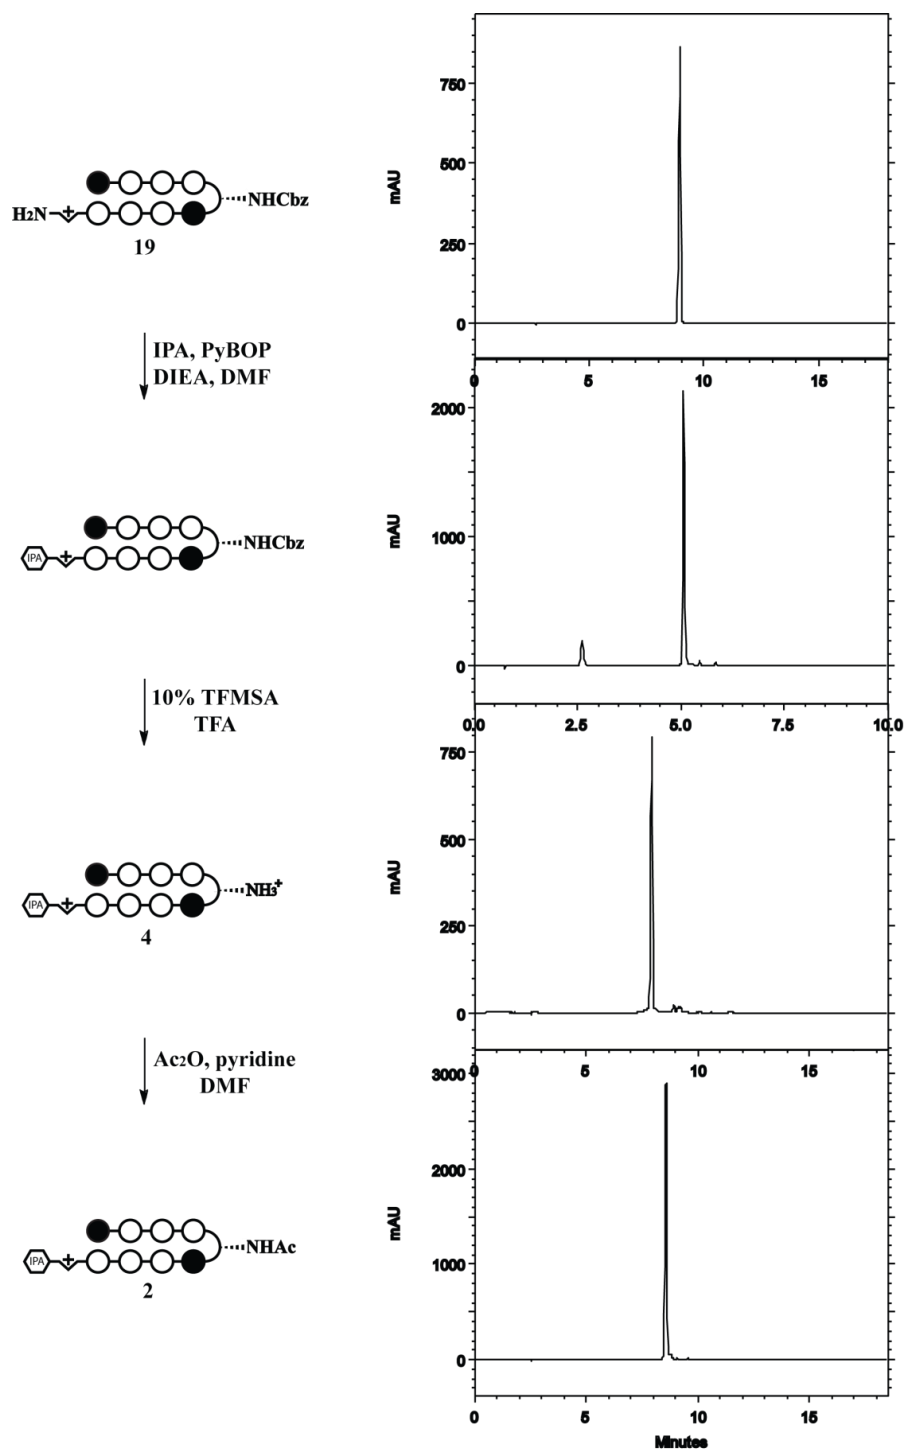 750
500
250
0
mAU
0 5 10 15
H2N + NHCbz
19
IPA, PyBOP
DIEA, DMF
2000
1000
0
mAU
0.0 2.5 5.0 7.5 10.0
IPA + NHCbz
10% TFMSA
TFA
750
500
250
0
mAU
0 5 10 15
IPA + NH3+
4
Ac2O, pyridine
DMF
3000
2000
1000
0
mAU
0 5 10 15
Minutes
IPA + NHAc
2